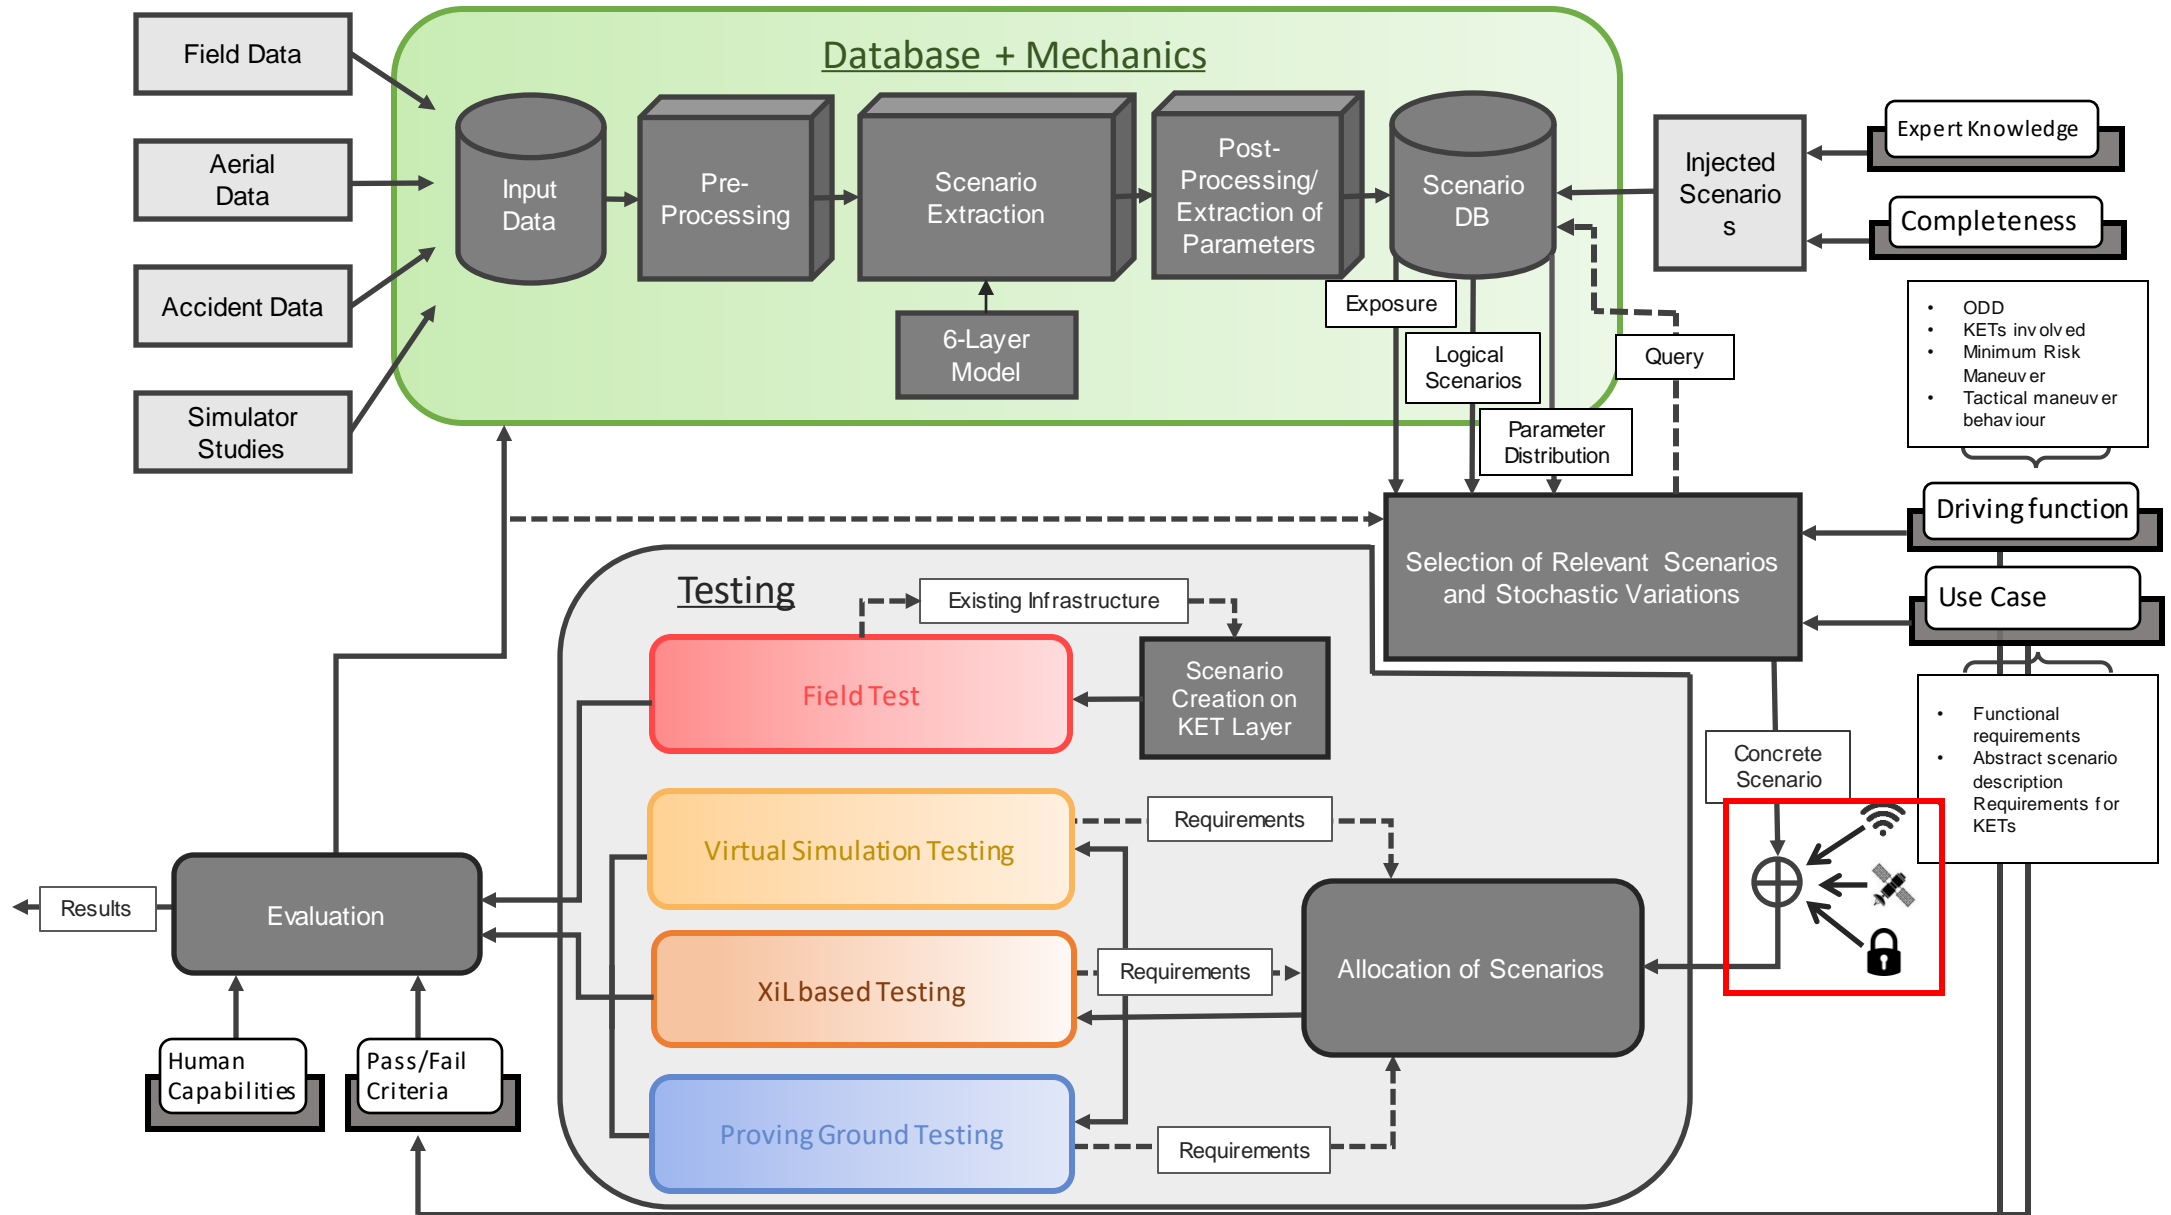 Database + Mechanics
Field Data
Aerial
Data
Accident Data
Simulator
Studies
Input
Data
Pre-
Processing
Scenario
Extraction
6-Layer
Model
Post-
Processing/
Extraction of
Parameters
Scenario
DB
Injected
Scenario
s
Expert Knowledge
Completeness
Exposure
Logical
Scenarios
Parameter
Distribution
Query
• ODD
• KETs involved
• Minimum Risk
Maneuver
• Tactical maneuver
behaviour
Driving function
Use Case
Selection of Relevant Scenarios
and Stochastic Variations
• Functional
requirements
• Abstract scenario
description
Requirements for
KETs
Concrete
Scenario
Testing
Existing Infrastructure
Field Test
Scenario
Creation on
KET Layer
Virtual Simulation Testing
Requirements
XiL based Testing
Requirements
Allocation of Scenarios
Proving Ground Testing
Requirements
Results
Evaluation
Human
Capabilities
Pass/Fail
Criteria